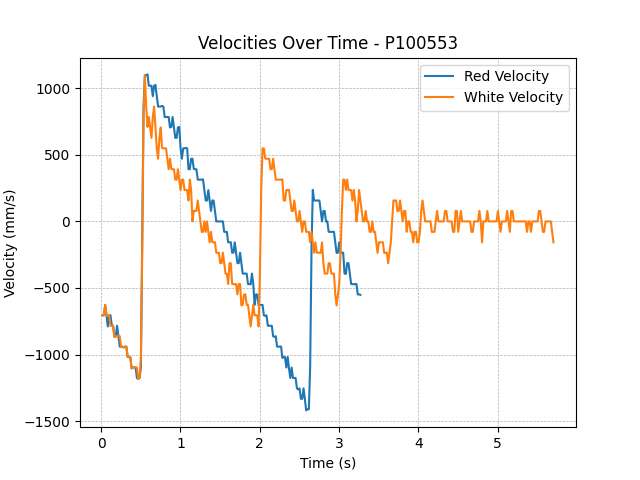 Velocities Over Time - P100553
Red Velocity
White Velocity
Velocity (mm/s)
1000
500
0
−500
−1000
−1500
0 1 2 3 4 5
Time (s)